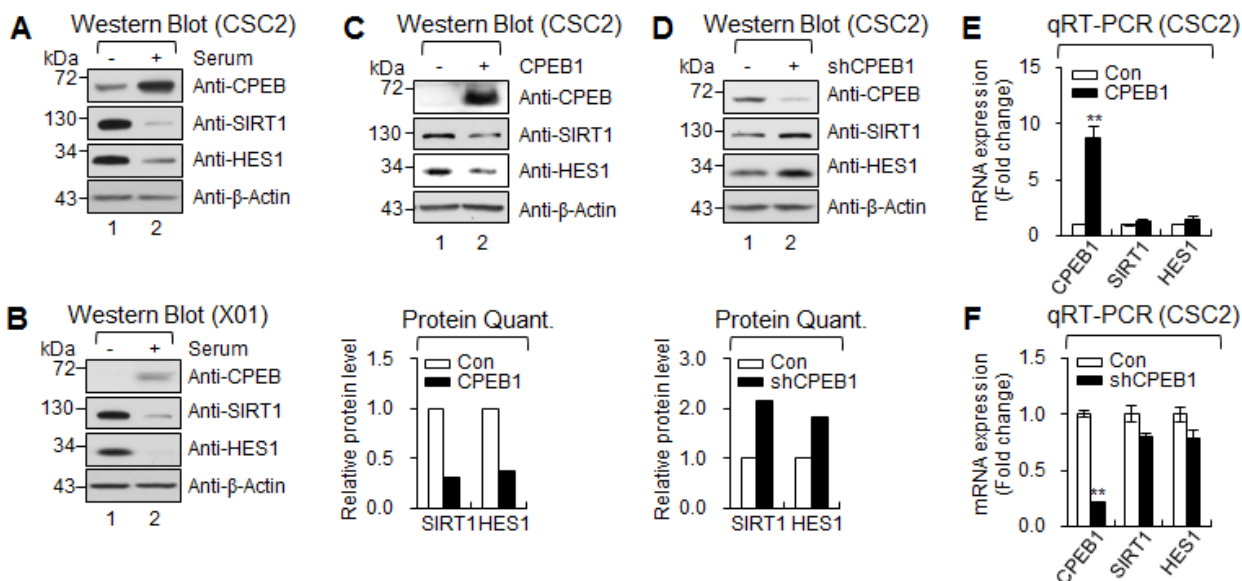 A
Western Blot (CSC2)
kDa - + Serum
72 Anti-CPEB
130 Anti-SIRT1
34 Anti-HES1
43 Anti-β-Actin
1 2
C
Western Blot (CSC2)
kDa - + CPEB1
72 Anti-CPEB
130 Anti-SIRT1
34 Anti-HES1
43 Anti-β-Actin
1 2
D
Western Blot (CSC2)
kDa - + shCPEB1
72 Anti-CPEB
130 Anti-SIRT1
34 Anti-HES1
43 Anti-β-Actin
1 2
E
qRT-PCR (CSC2)
mRNA expression
(Fold change)
15
10
5
0
Con
CPEB1
**
CPEB1 SIRT1 HES1
B
Western Blot (X01)
kDa - + Serum
72 Anti-CPEB
130 Anti-SIRT1
34 Anti-HES1
43 Anti-β-Actin
1 2
Protein Quant.
Relative protein level
1.5
1.0
0.5
0.0
Con
CPEB1
SIRT1 HES1
Protein Quant.
Relative protein level
3.0
2.0
1.0
0.0
Con
shCPEB1
SIRT1 HES1
F
qRT-PCR (CSC2)
mRNA expression
(Fold change)
1.5
1.0
0.5
0.0
Con
shCPEB1
**
CPEB1 SIRT1 HES1